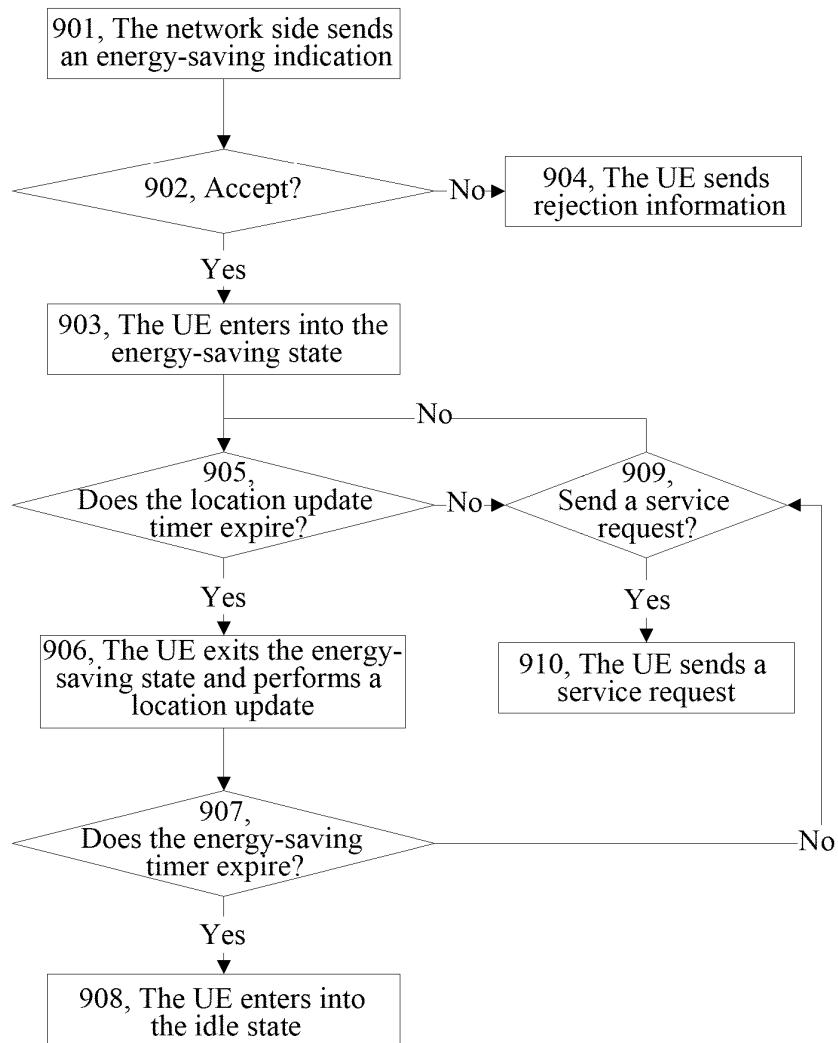 901, The network side sends
an energy-saving indication
902, Accept?
No
904, The UE sends
rejection information
Yes
903, The UE enters into the
energy-saving state
No
905,
Does the location update
timer expire?
No
909,
Send a service
request?
Yes
Yes
906, The UE exits the energy-
saving state and performs a
location update
910, The UE sends a
service request
907,
Does the energy-saving
timer expire?
No
Yes
908, The UE enters into
the idle state